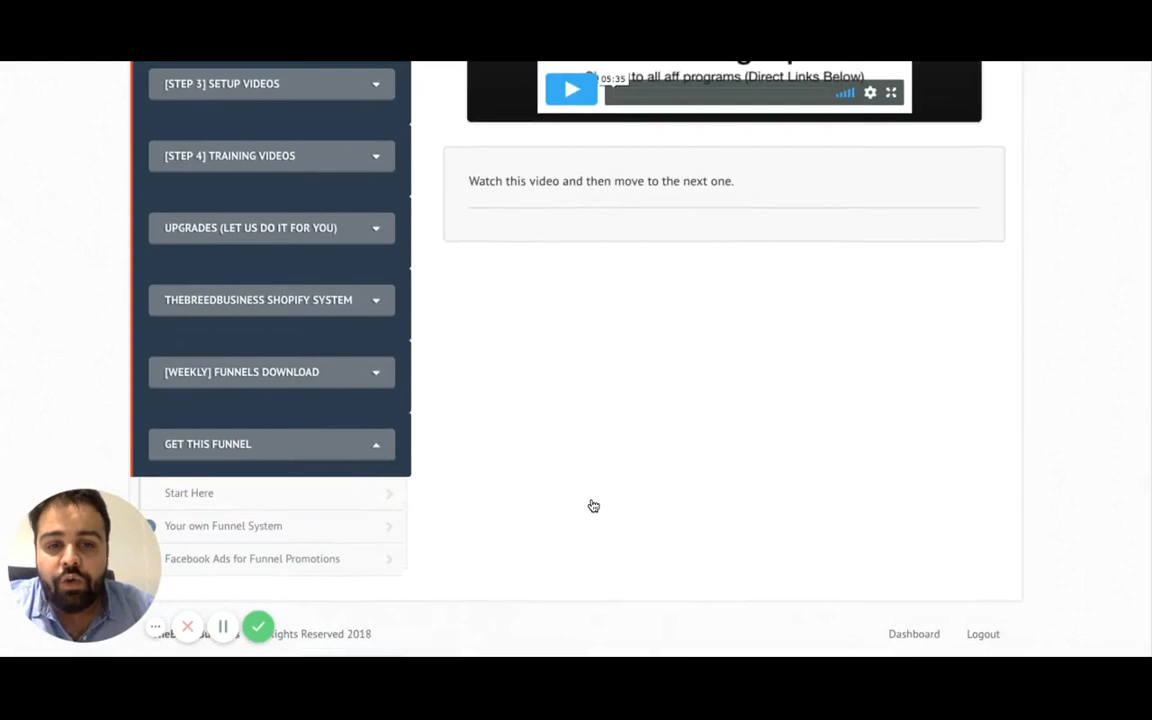 [STEP 3] SETUP VIDEOS
[STEP 4] TRAINING VIDEOS
UPGRADES (LET US DO IT FOR YOU)
THEBREEDBUSINESS SHOPIFY SYSTEM
[WEEKLY] FUNNELS DOWNLOAD
GET THIS FUNNEL
Start Here
Your own Funnel System
Facebook Ads for Funnel Promotions
05:35
to all aff programs (Direct Links Below)
Watch this video and then move to the next one.
Reserved 2018
Dashboard
Logout